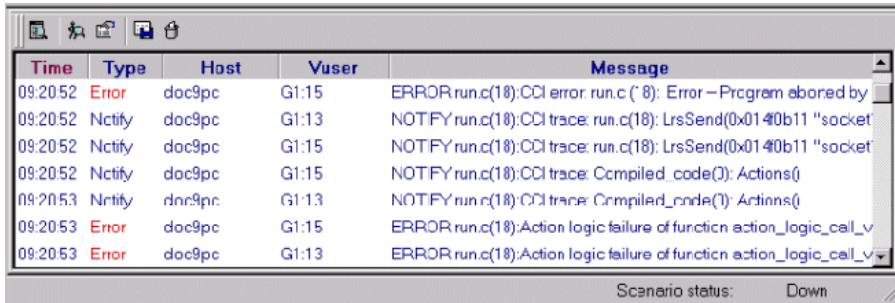 Time Type Host Vuser Message
09:20:52 Error doc9pc G1:15 ERROR run.c(18):CCI error: run.c (18): Error – Program aborted by
09:20:52 Notify doc9pc G1:13 NOTIFY run.c(18):CCI trace: run.c(18): LrsSend(0x014f0b11 "socket
09:20:52 Notify doc9pc G1:15 NOTIFY run.c(18):CCI trace: run.c(18): LrsSend(0x014f0b11 "socket
09:20:52 Notify doc9pc G1:15 NOTIFY run.c(18):CCI trace: Compiled_code(0): Actions()
09:20:53 Notify doc9pc G1:13 NOTIFY run.c(18):CCI trace: Compiled_code(0): Actions()
09:20:53 Error doc9pc G1:15 ERROR run.c(18):Action logic failure of function action_logic_call_v
09:20:53 Error doc9pc G1:13 ERROR run.c(18):Action logic failure of function action_logic_call_v
Scenario status: Down